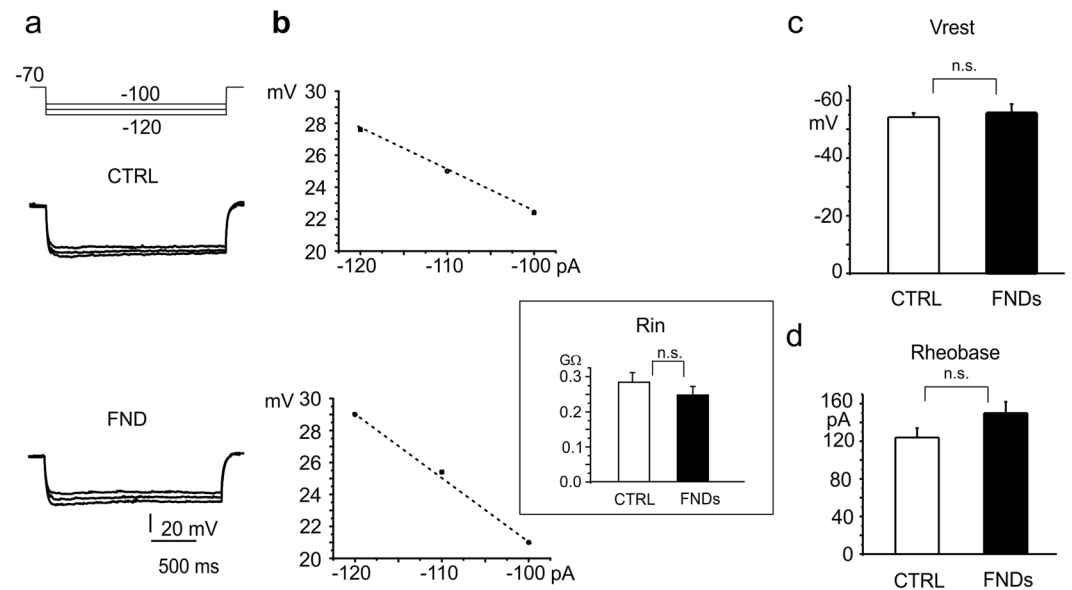 a
-70
-100
-120
CTRL
FND
20 mV
500 ms
b
mV
30
28
26
24
22
20
-120
-110
-100 pA
mV
30
28
26
24
22
20
-120
-110
-100 pA
Rin
n.s.
GΩ
0.3
0.2
0.1
0.0
CTRL
FNDs
c
Vrest
n.s.
-60
mV
-40
-20
0
CTRL
FNDs
d
Rheobase
n.s.
160
pA
120
80
40
0
CTRL
FNDs